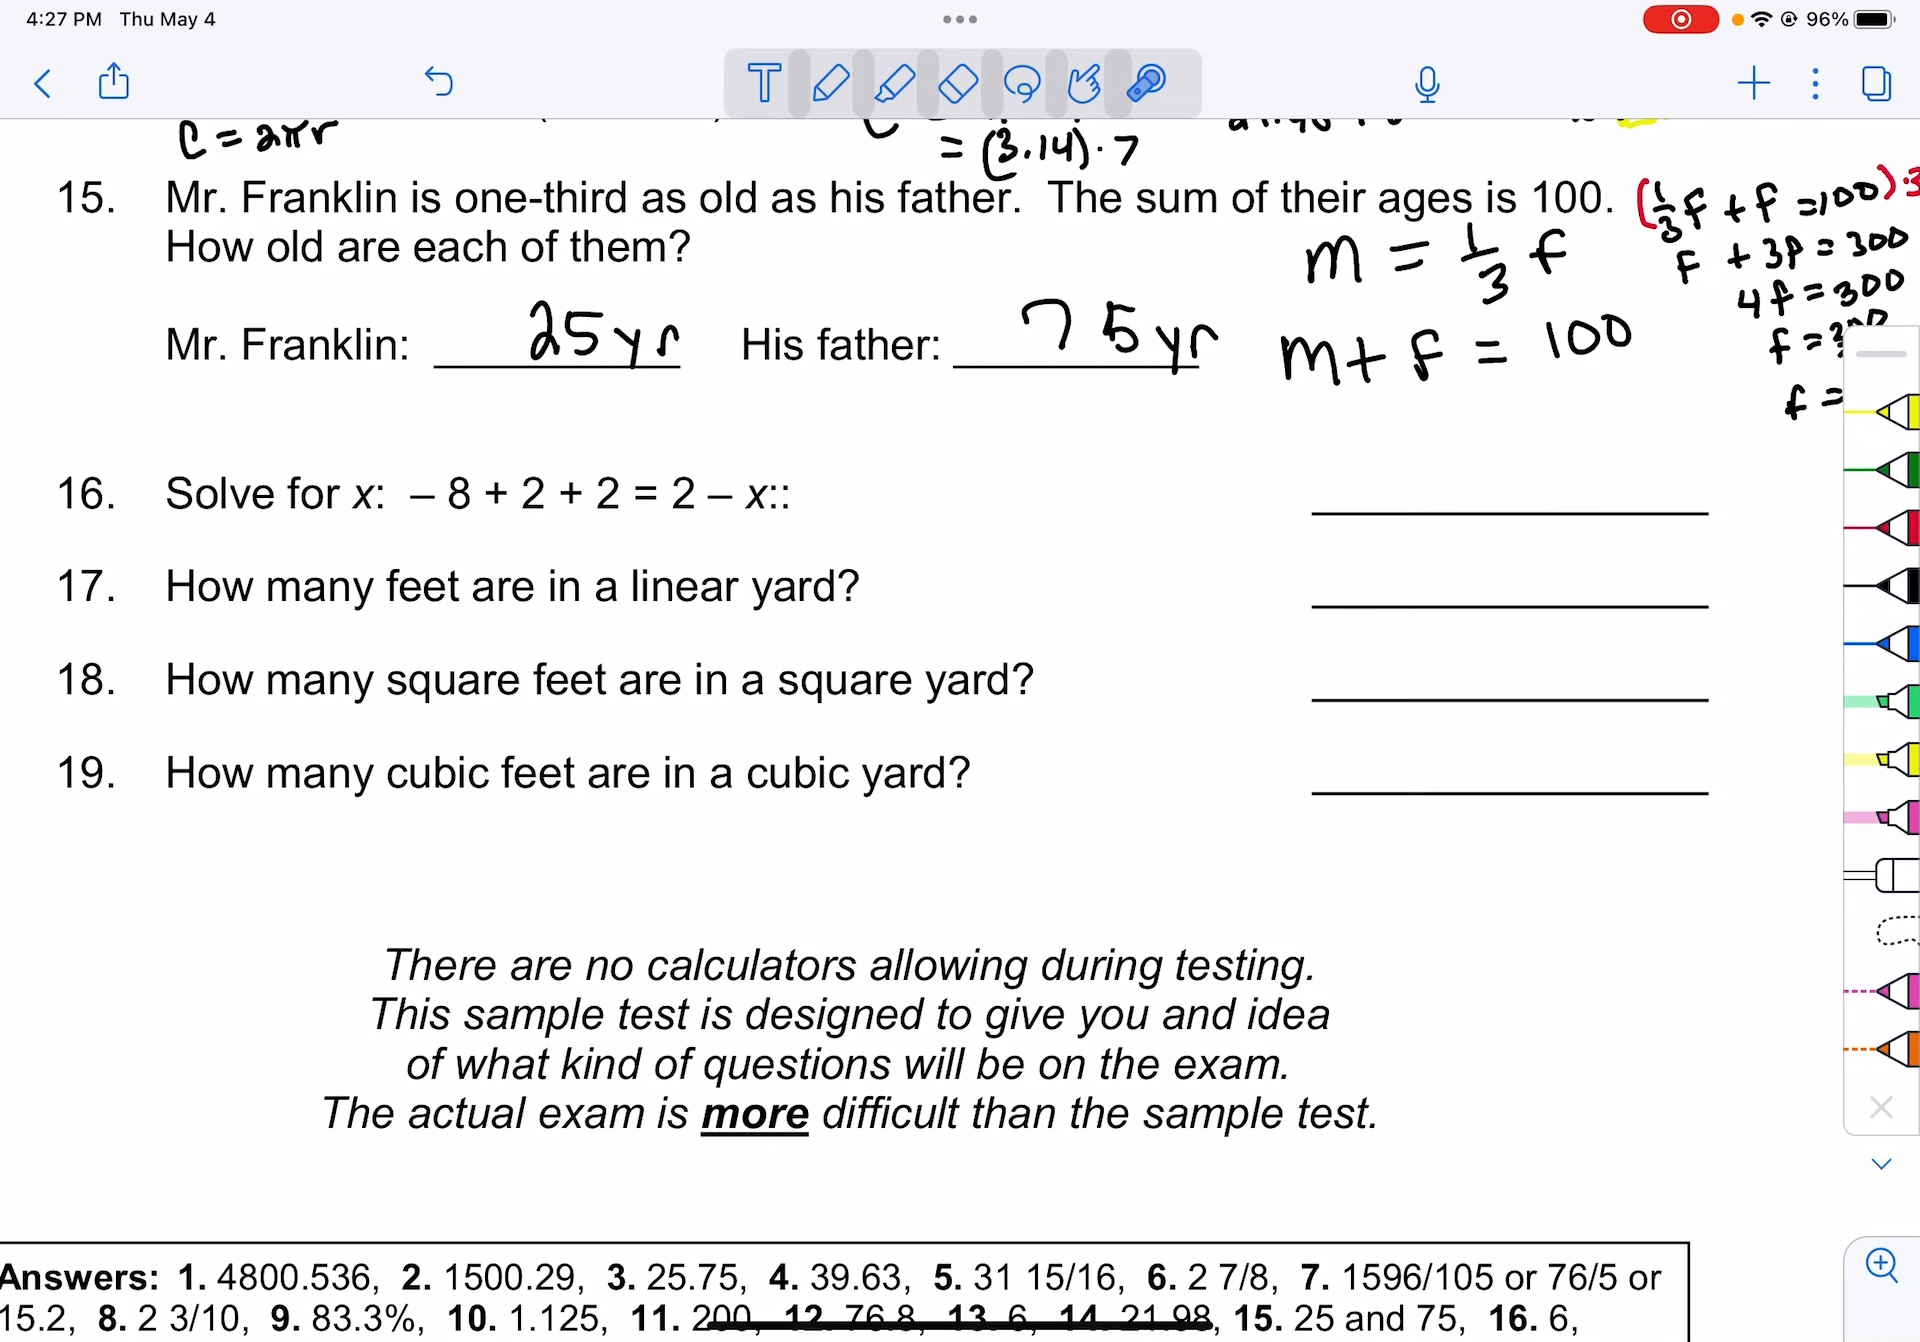 4:27 PM Thu May 4
96%
C = 2πr
= (3.14) · 7
15. Mr. Franklin is one-third as old as his father. The sum of their ages is 100.
How old are each of them?
(1/3 f + f = 100) · 3
m = 1/3 f
f + 3f = 300
4f = 300
Mr. Franklin: 25 yr His father: 75 yr
m + f = 100
f =
f =
16. Solve for x: – 8 + 2 + 2 = 2 – x::
17. How many feet are in a linear yard?
18. How many square feet are in a square yard?
19. How many cubic feet are in a cubic yard?
There are no calculators allowing during testing.
This sample test is designed to give you and idea
of what kind of questions will be on the exam.
The actual exam is more difficult than the sample test.
Answers: 1. 4800.536, 2. 1500.29, 3. 25.75, 4. 39.63, 5. 31 15/16, 6. 2 7/8, 7. 1596/105 or 76/5 or
15.2, 8. 2 3/10, 9. 83.3%, 10. 1.125, 11. 200, 12. 76.8, 13. 6, 14. 21.98, 15. 25 and 75, 16. 6,